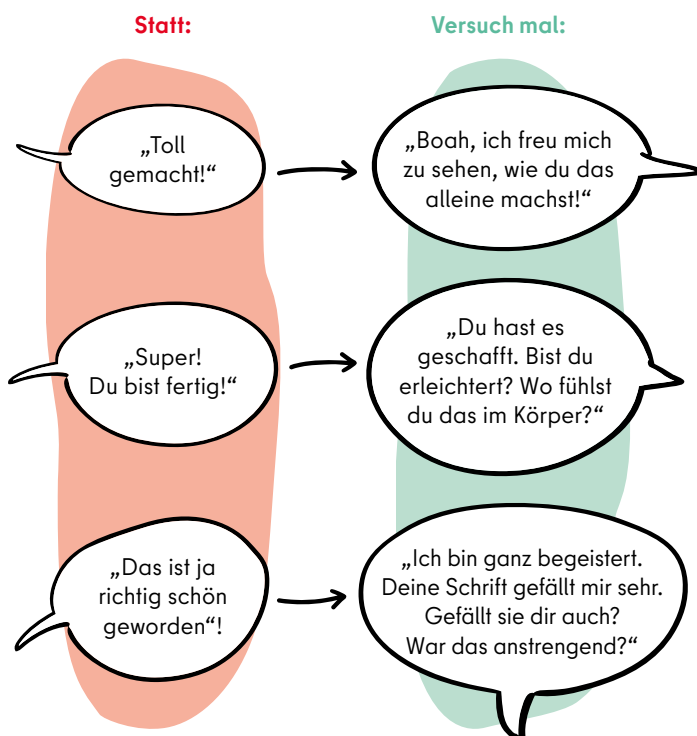 Statt:
Versuch mal:
„Toll
gemacht!“
„Boah, ich freu mich
zu sehen, wie du das
alleine machst!“
„Super!
Du bist fertig!“
„Du hast es
geschafft. Bist du
erleichtert? Wo fühlst
du das im Körper?“
„Das ist ja
richtig schön
geworden“!
„Ich bin ganz begeistert.
Deine Schrift gefällt mir sehr.
Gefällt sie dir auch?
War das anstrengend?“